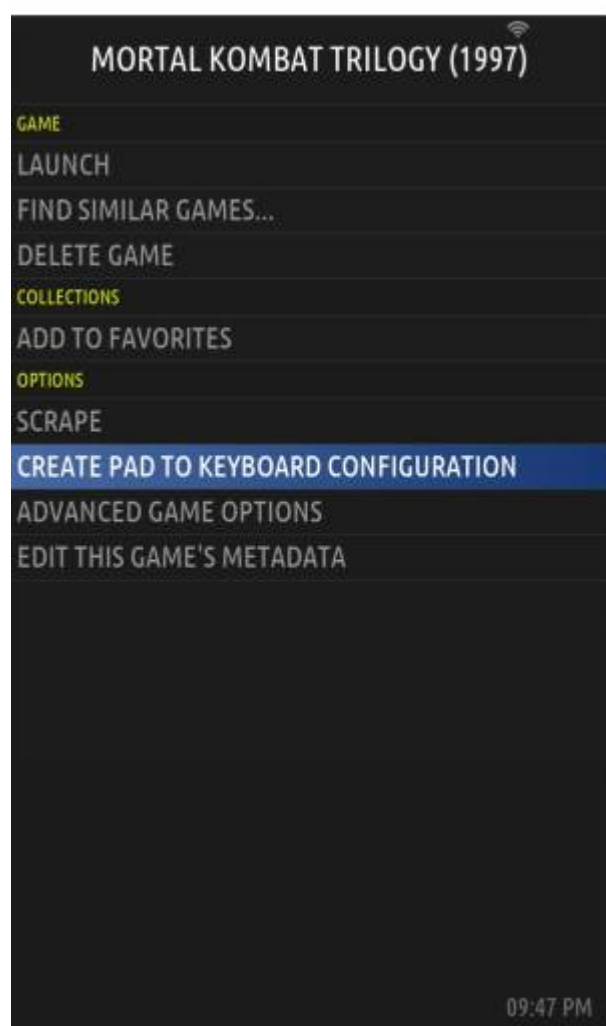 MORTAL KOMBAT TRILOGY (1997)
GAME
LAUNCH
FIND SIMILAR GAMES...
DELETE GAME
COLLECTIONS
ADD TO FAVORITES
OPTIONS
SCRAPE
CREATE PAD TO KEYBOARD CONFIGURATION
ADVANCED GAME OPTIONS
EDIT THIS GAME'S METADATA
09:47 PM